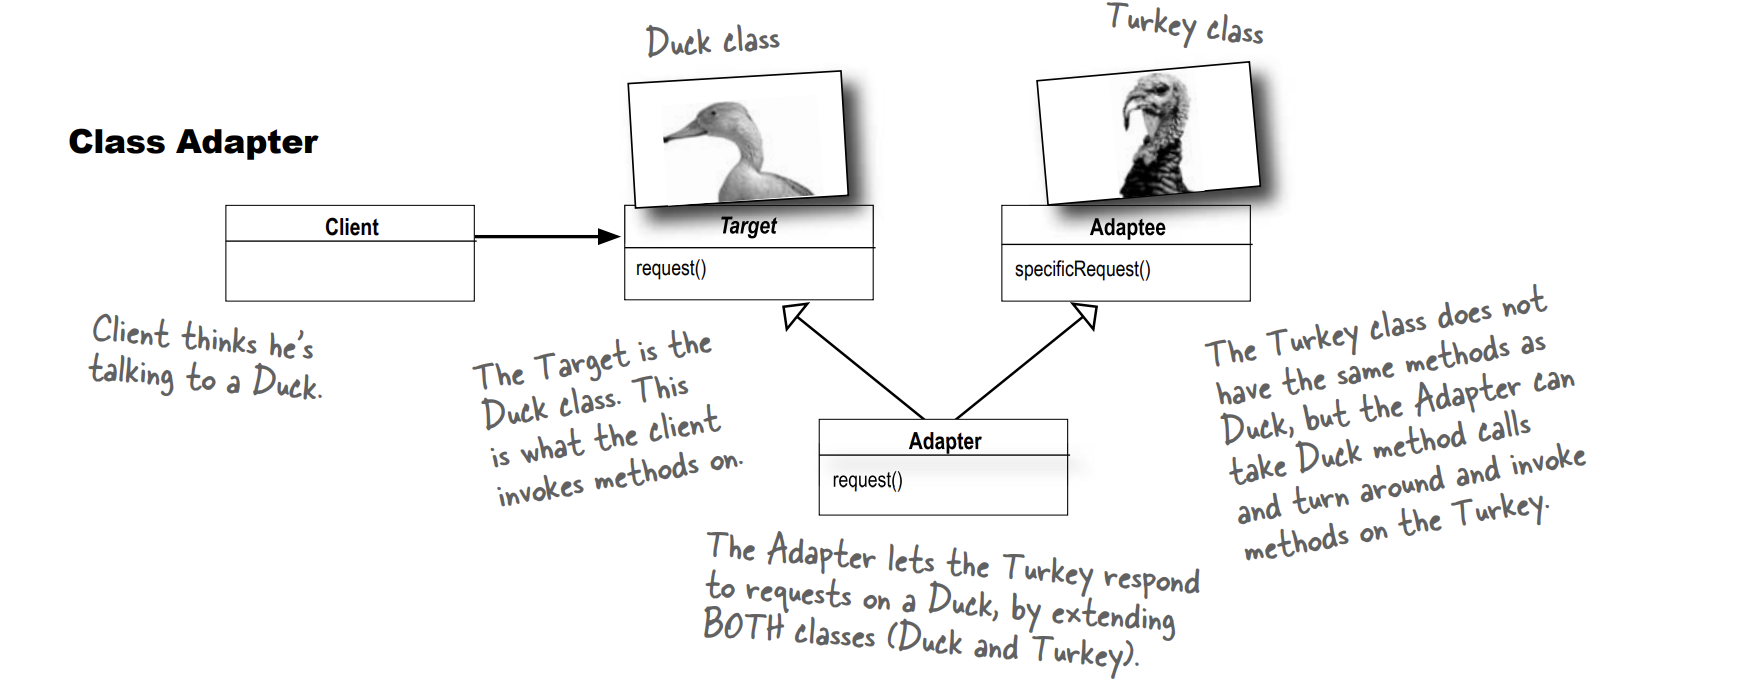 Duck class
Turkey class
Class Adapter
Client
Target
request()
Adaptee
specificRequest()
Client thinks he's
talking to a Duck.
The Target is the
Duck class. This
is what the client
invokes methods on.
Adapter
request()
The Turkey class does not
have the same methods as
Duck, but the Adapter can
take Duck method calls
and turn around and invoke
methods on the Turkey.
The Adapter lets the Turkey respond
to requests on a Duck, by extending
BOTH classes (Duck and Turkey).